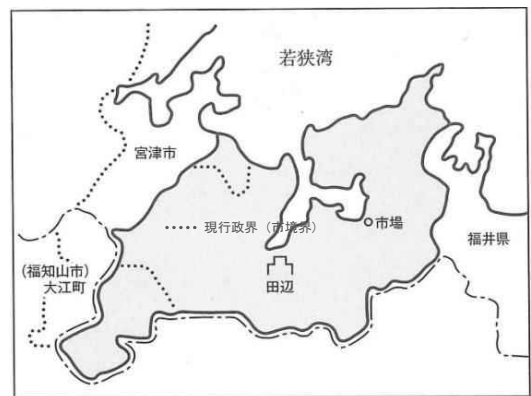 若狭湾
宮津市
現行政界（市境界）
市場
福井県
(福知山市)
大江町
田辺